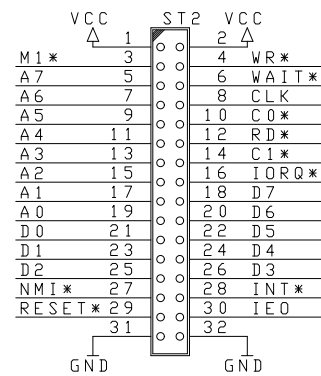 VCC ST2 VCC
1 2
M1* 3 4 WR*
A7 5 6 WAIT*
A6 7 8 CLK
A5 9 10 C0*
A4 11 12 RD*
A3 13 14 C1*
A2 15 16 IORQ*
A1 17 18 D7
A0 19 20 D6
D0 21 22 D5
D1 23 24 D4
D2 25 26 D3
NMI* 27 28 INT*
RESET* 29 30 IEO
31 32
GND GND